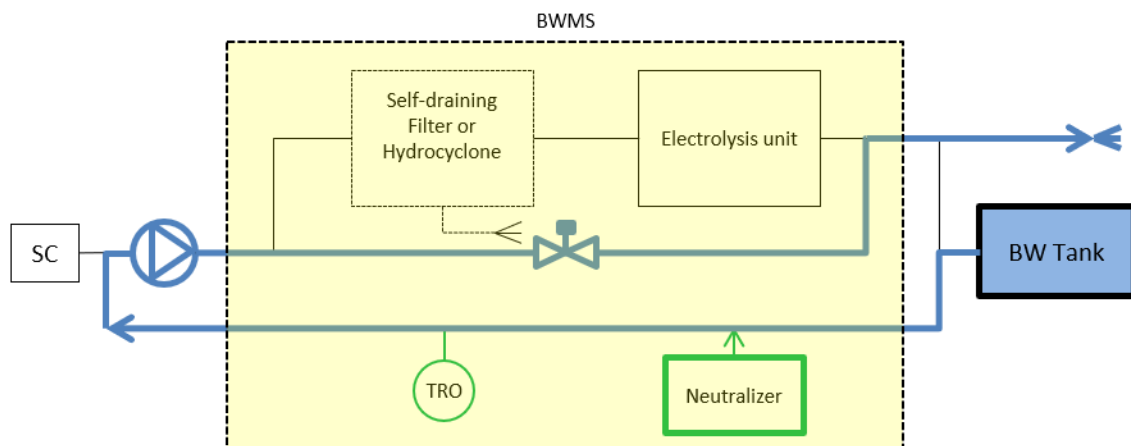 BWMS
Self-draining
Filter or
Hydrocyclone
Electrolysis unit
SC
BW Tank
TRO
Neutralizer